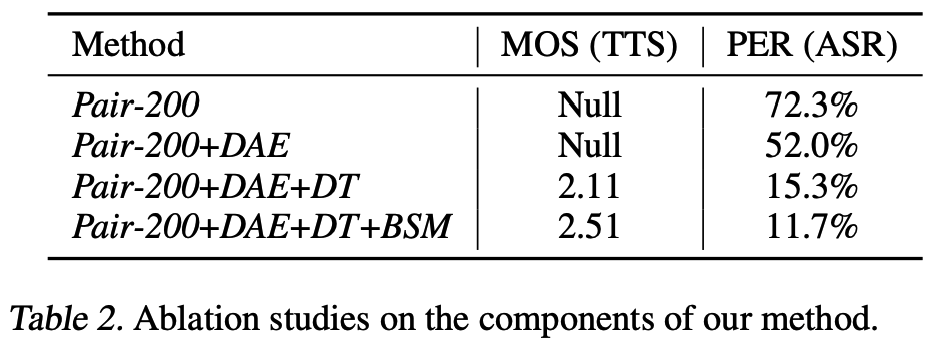 Method MOS (TTS) PER (ASR)
Pair-200 Null 72.3%
Pair-200+DAE Null 52.0%
Pair-200+DAE+DT 2.11 15.3%
Pair-200+DAE+DT+BSM 2.51 11.7%
Table 2. Ablation studies on the components of our method.